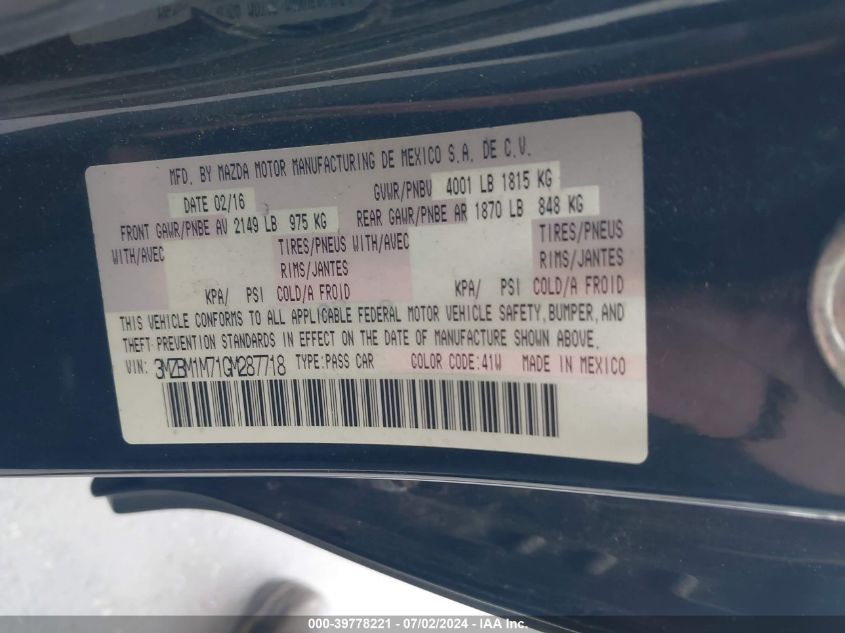 MFD. BY MAZDA MOTOR MANUFACTURING DE MEXICO S.A. DE C.V.
DATE 02/16 GVWR/PNBV 4001 LB 1815 KG
FRONT GAWR/PNBE AV 2149 LB 975 KG REAR GAWR/PNBE AR 1870 LB 848 KG
WITH/AVEC TIRES/PNEUS WITH/AVEC TIRES/PNEUS
RIMS/JANTES RIMS/JANTES
KPA/ PSI COLD/A FROID KPA/ PSI COLD/A FROID
THIS VEHICLE CONFORMS TO ALL APPLICABLE FEDERAL MOTOR VEHICLE SAFETY, BUMPER, AND
THEFT PREVENTION STANDARDS IN EFFECT ON THE DATE OF MANUFACTURE SHOWN ABOVE.
VIN: 3MZBM1M71GM287718 TYPE:PASS CAR COLOR CODE:41W MADE IN MEXICO
000-39778221 - 07/02/2024 - IAA Inc.